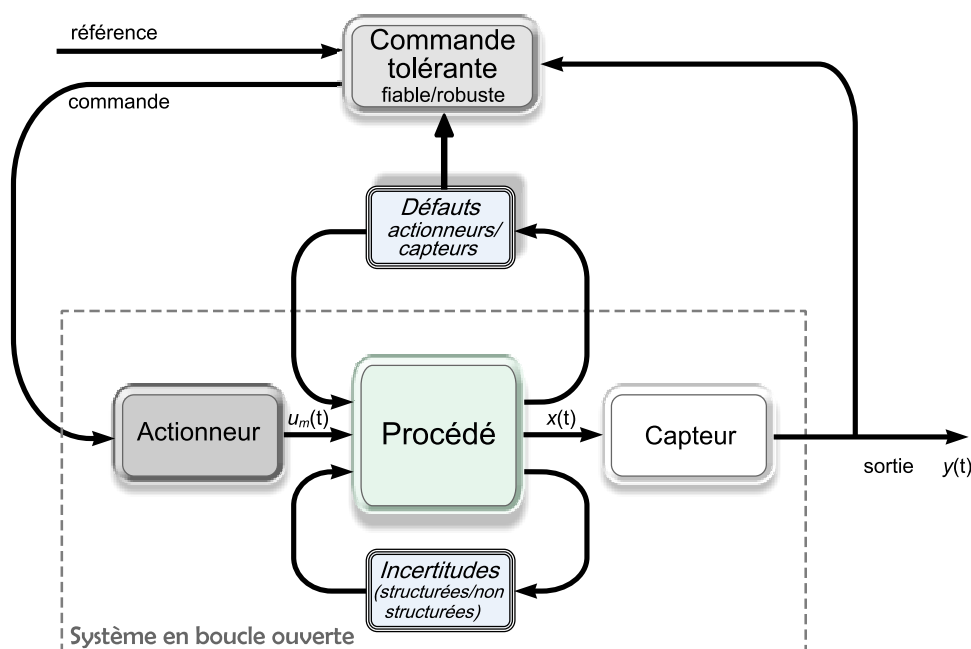 référence
Commande
tolérante
fiable/robuste
commande
Défauts
actionneurs/
capteurs
Actionneur
um(t)
Procédé
x(t)
Capteur
sortie
y(t)
Incertitudes
(structurées/non
structurées)
Système en boucle ouverte